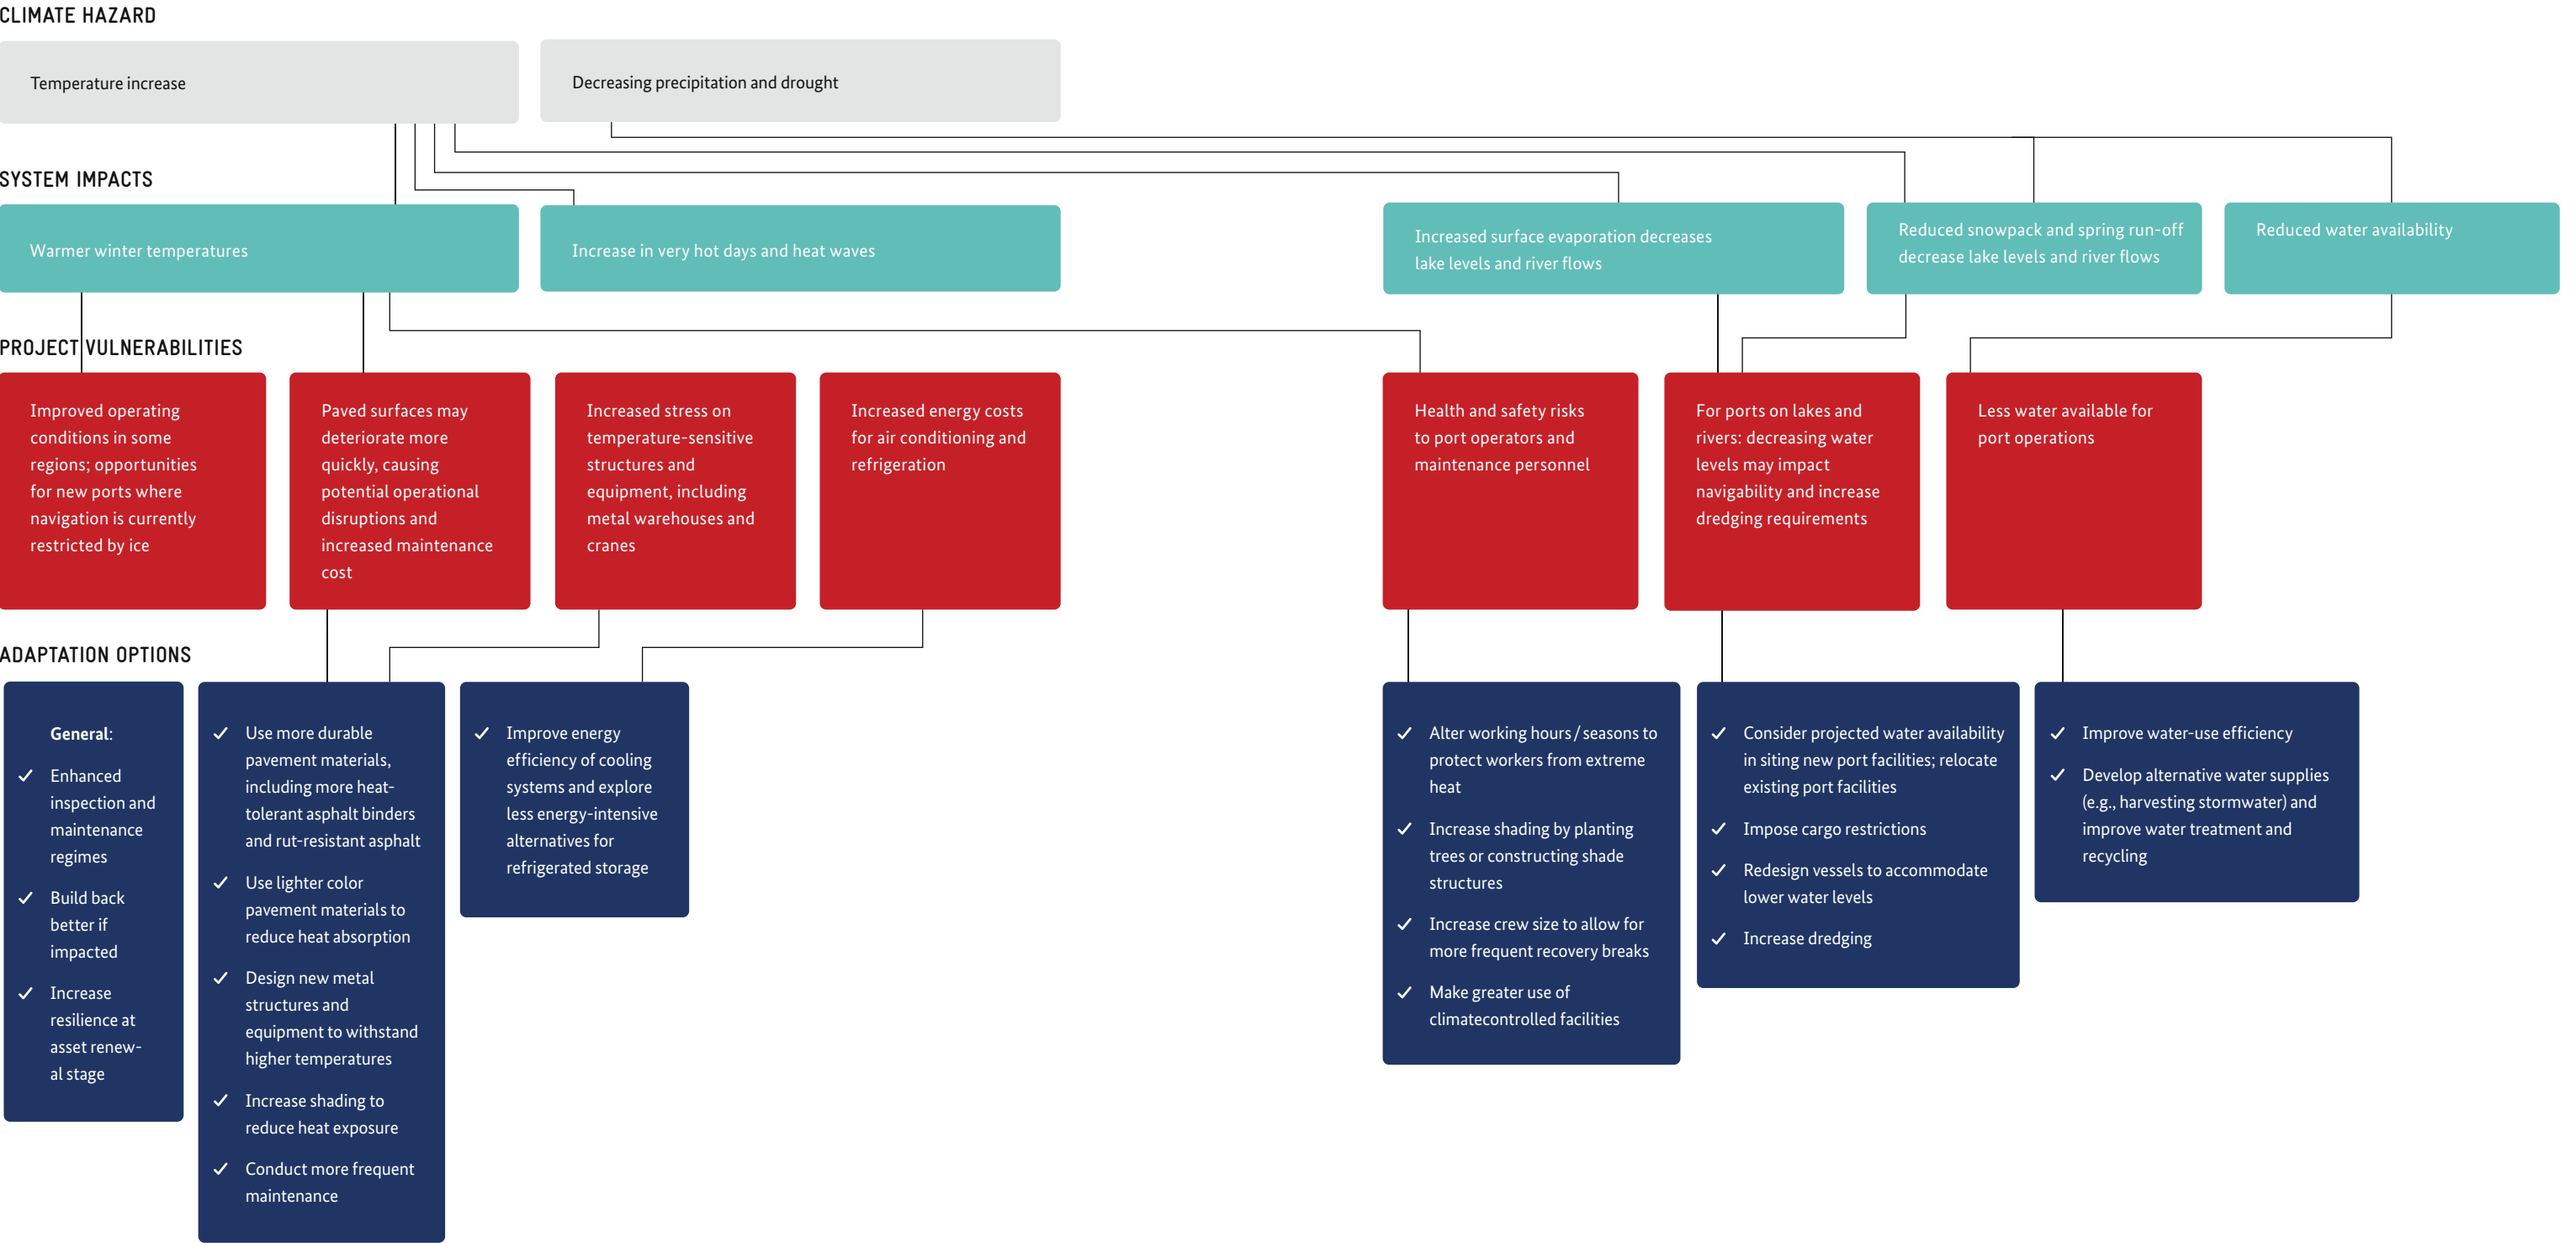 CLIMATE HAZARD
Temperature increase
Decreasing precipitation and drought
SYSTEM IMPACTS
Warmer winter temperatures
Increase in very hot days and heat waves
Increased surface evaporation decreases
lake levels and river flows
Reduced snowpack and spring run-off
decrease lake levels and river flows
Reduced water availability
PROJECT VULNERABILITIES
Improved operating
conditions in some
regions; opportunities
for new ports where
navigation is currently
restricted by ice
Paved surfaces may
deteriorate more
quickly, causing
potential operational
disruptions and
increased maintenance
cost
Increased stress on
temperature-sensitive
structures and
equipment, including
metal warehouses and
cranes
Increased energy costs
for air conditioning and
refrigeration
Health and safety risks
to port operators and
maintenance personnel
For ports on lakes and
rivers: decreasing water
levels may impact
navigability and increase
dredging requirements
Less water available for
port operations
ADAPTATION OPTIONS
General:
✓ Enhanced
inspection and
maintenance
regimes
✓ Build back
better if
impacted
✓ Increase
resilience at
asset renew-
al stage
✓ Use more durable
pavement materials,
including more heat-
tolerant asphalt binders
and rut-resistant asphalt
✓ Use lighter color
pavement materials to
reduce heat absorption
✓ Design new metal
structures and
equipment to withstand
higher temperatures
✓ Increase shading to
reduce heat exposure
✓ Conduct more frequent
maintenance
✓ Improve energy
efficiency of cooling
systems and explore
less energy-intensive
alternatives for
refrigerated storage
✓ Alter working hours / seasons to
protect workers from extreme
heat
✓ Increase shading by planting
trees or constructing shade
structures
✓ Increase crew size to allow for
more frequent recovery breaks
✓ Make greater use of
climatecontrolled facilities
✓ Consider projected water availability
in siting new port facilities; relocate
existing port facilities
✓ Impose cargo restrictions
✓ Redesign vessels to accommodate
lower water levels
✓ Increase dredging
✓ Improve water-use efficiency
✓ Develop alternative water supplies
(e.g., harvesting stormwater) and
improve water treatment and
recycling